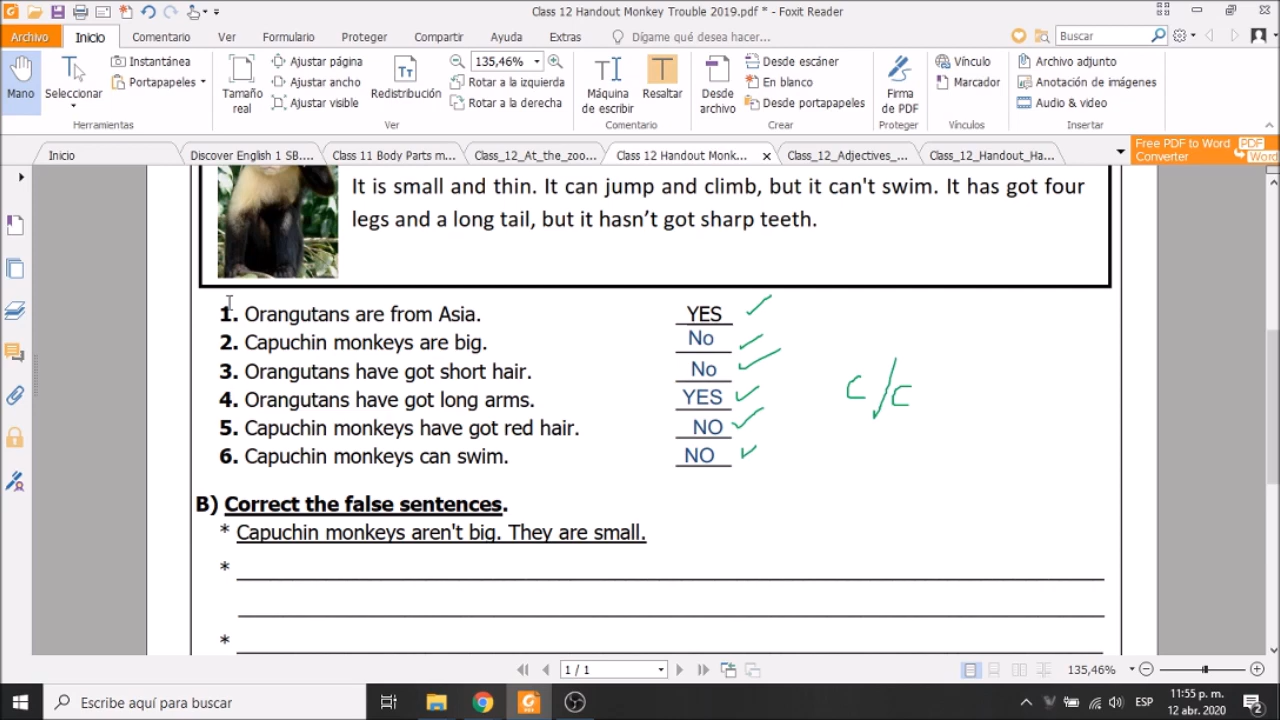 Class 12 Handout Monkey Trouble 2019.pdf * - Foxit Reader
Archivo Inicio Comentario Ver Formulario Proteger Compartir Ayuda Extras Dígame qué desea hacer... Buscar
Mano
Seleccionar
Instantánea
Portapapeles
Herramientas
Tamaño real
Ajustar página
Ajustar ancho
Ajustar visible
Redistribución
135,46%
Rotar a la izquierda
Rotar a la derecha
Ver
Máquina de escribir
Resaltar
Comentario
Desde archivo
Desde escáner
En blanco
Desde portapapeles
Crear
Firma de PDF
Proteger
Vínculo
Marcador
Vínculos
Archivo adjunto
Anotación de imágenes
Audio & video
Insertar
Inicio Discover English 1 SB.... Class 11 Body Parts m... Class_12_At_the_zoo... Class 12 Handout Monk... Class_12_Adjectives_... Class_12_Handout_Ha...
Free PDF to Word Converter
PDF
Word
It is small and thin. It can jump and climb, but it can't swim. It has got four
legs and a long tail, but it hasn’t got sharp teeth.
1. Orangutans are from Asia. YES
2. Capuchin monkeys are big. No
3. Orangutans have got short hair. No
4. Orangutans have got long arms. YES
5. Capuchin monkeys have got red hair. NO
6. Capuchin monkeys can swim. NO
C/C
B) Correct the false sentences.
* Capuchin monkeys aren't big. They are small.
*
*
1 / 1
135,46%
Escribe aquí para buscar
ESP
11:55 p. m.
12 abr. 2020
2